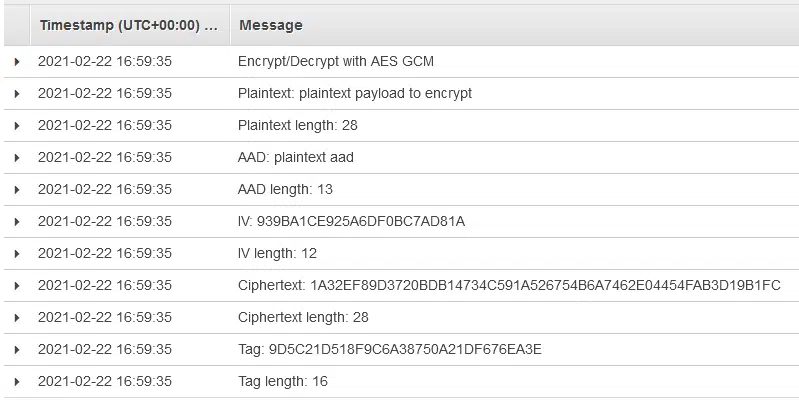 Timestamp (UTC+00:00) ... Message
2021-02-22 16:59:35 Encrypt/Decrypt with AES GCM
2021-02-22 16:59:35 Plaintext: plaintext payload to encrypt
2021-02-22 16:59:35 Plaintext length: 28
2021-02-22 16:59:35 AAD: plaintext aad
2021-02-22 16:59:35 AAD length: 13
2021-02-22 16:59:35 IV: 939BA1CE925A6DF0BC7AD81A
2021-02-22 16:59:35 IV length: 12
2021-02-22 16:59:35 Ciphertext: 1A32EF89D3720BDB14734C591A526754B6A7462E04454FAB3D19B1FC
2021-02-22 16:59:35 Ciphertext length: 28
2021-02-22 16:59:35 Tag: 9D5C21D518F9C6A38750A21DF676EA3E
2021-02-22 16:59:35 Tag length: 16